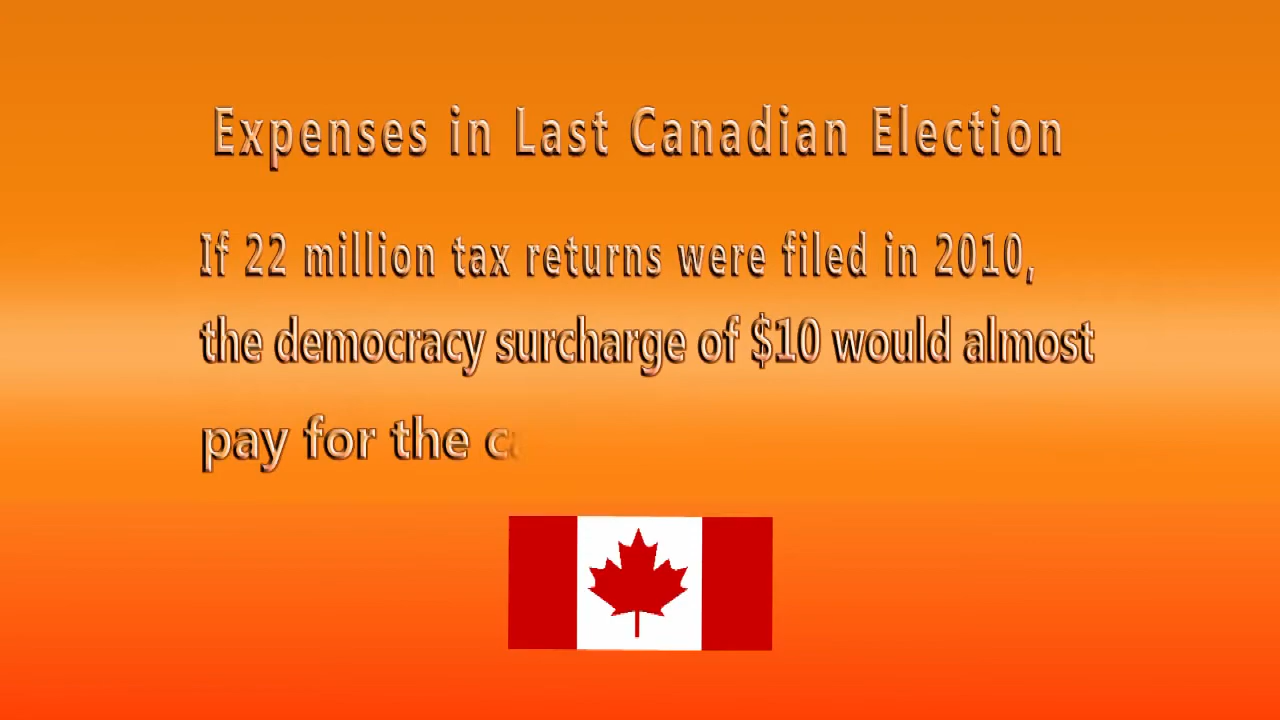 Expenses in Last Canadian Election
If 22 million tax returns were filed in 2010,
the democracy surcharge of $10 would almost
pay for the